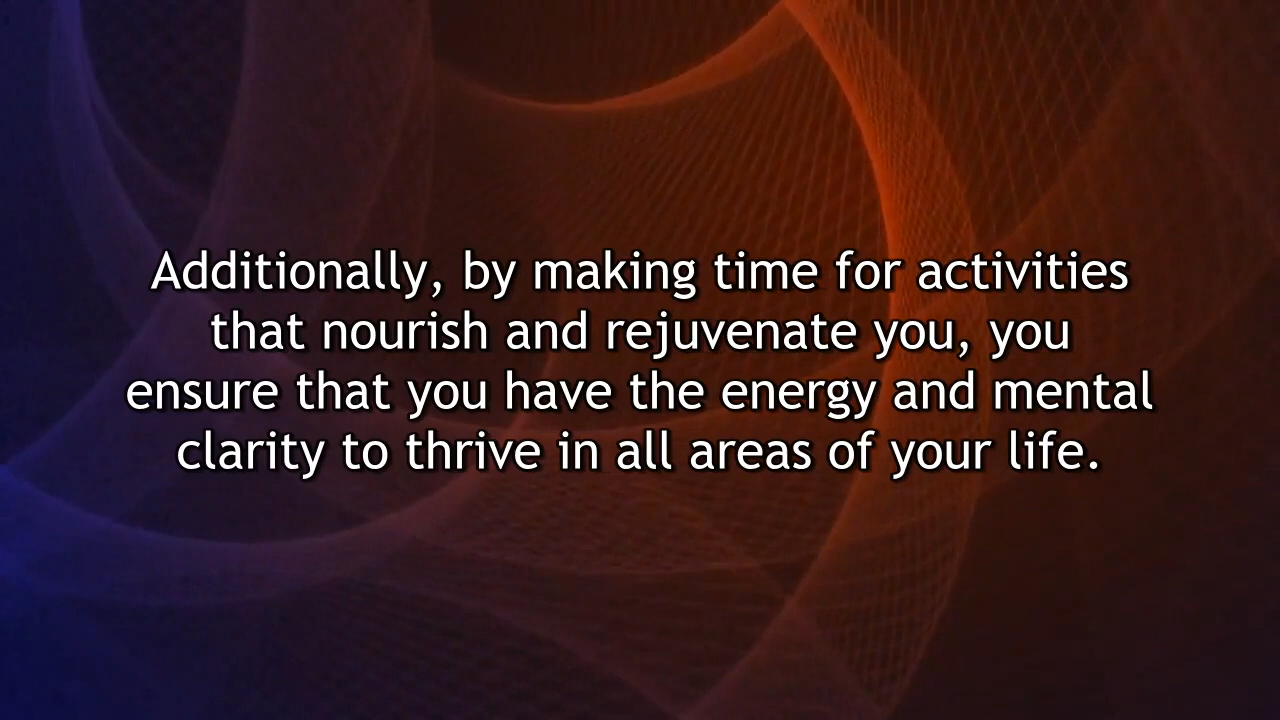 Additionally, by making time for activities
that nourish and rejuvenate you, you
ensure that you have the energy and mental
clarity to thrive in all areas of your life.